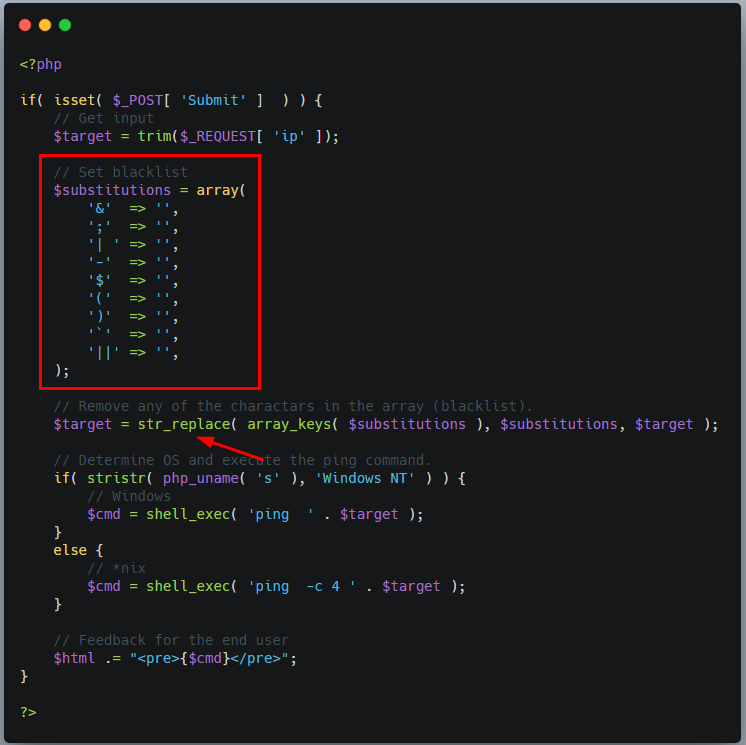 <?php
if( isset( $_POST[ 'Submit' ]  ) ) {
    // Get input
    $target = trim($_REQUEST[ 'ip' ]);
    // Set blacklist
    $substitutions = array(
        '&'  => '',
        ';'  => '',
        '| ' => '',
        '-'  => '',
        '$'  => '',
        '('  => '',
        ')'  => '',
        '`'  => '',
        '||' => '',
    );
    // Remove any of the charactars in the array (blacklist).
    $target = str_replace( array_keys( $substitutions ), $substitutions, $target );
    // Determine OS and execute the ping command.
    if( stristr( php_uname( 's' ), 'Windows NT' ) ) {
        // Windows
        $cmd = shell_exec( 'ping  ' . $target );
    }
    else {
        // *nix
        $cmd = shell_exec( 'ping  -c 4 ' . $target );
    }
    // Feedback for the end user
    $html .= "<pre>{$cmd}</pre>";
}
?>